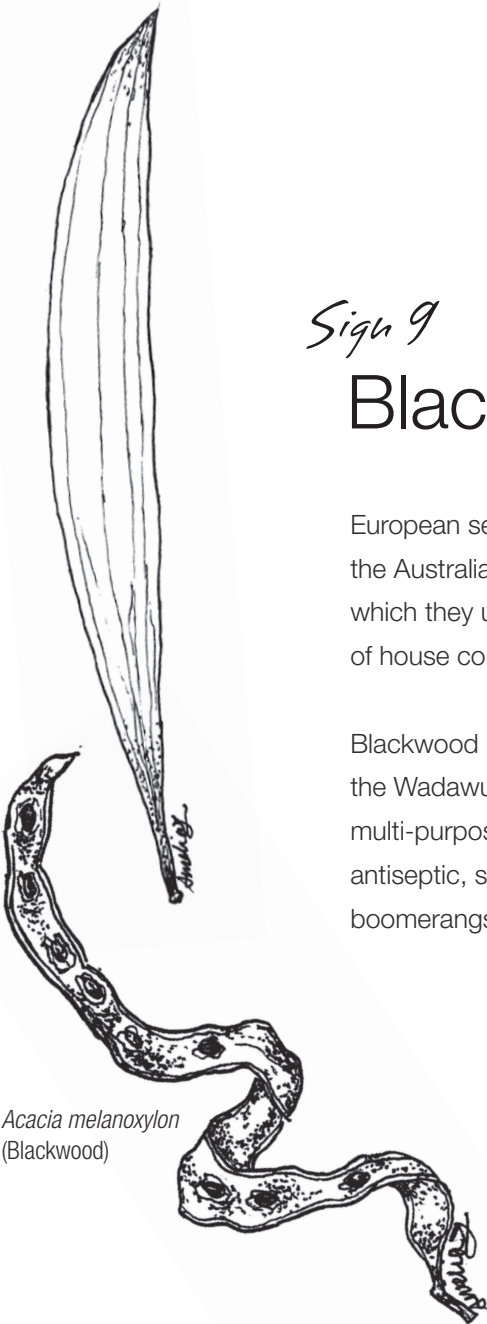 Sign 9
Blac
European se
the Australia
which they u
of house co
Blackwood
the Wadawu
multi-purpos
antiseptic, s
boomerangs
Acacia melanoxylon
(Blackwood)